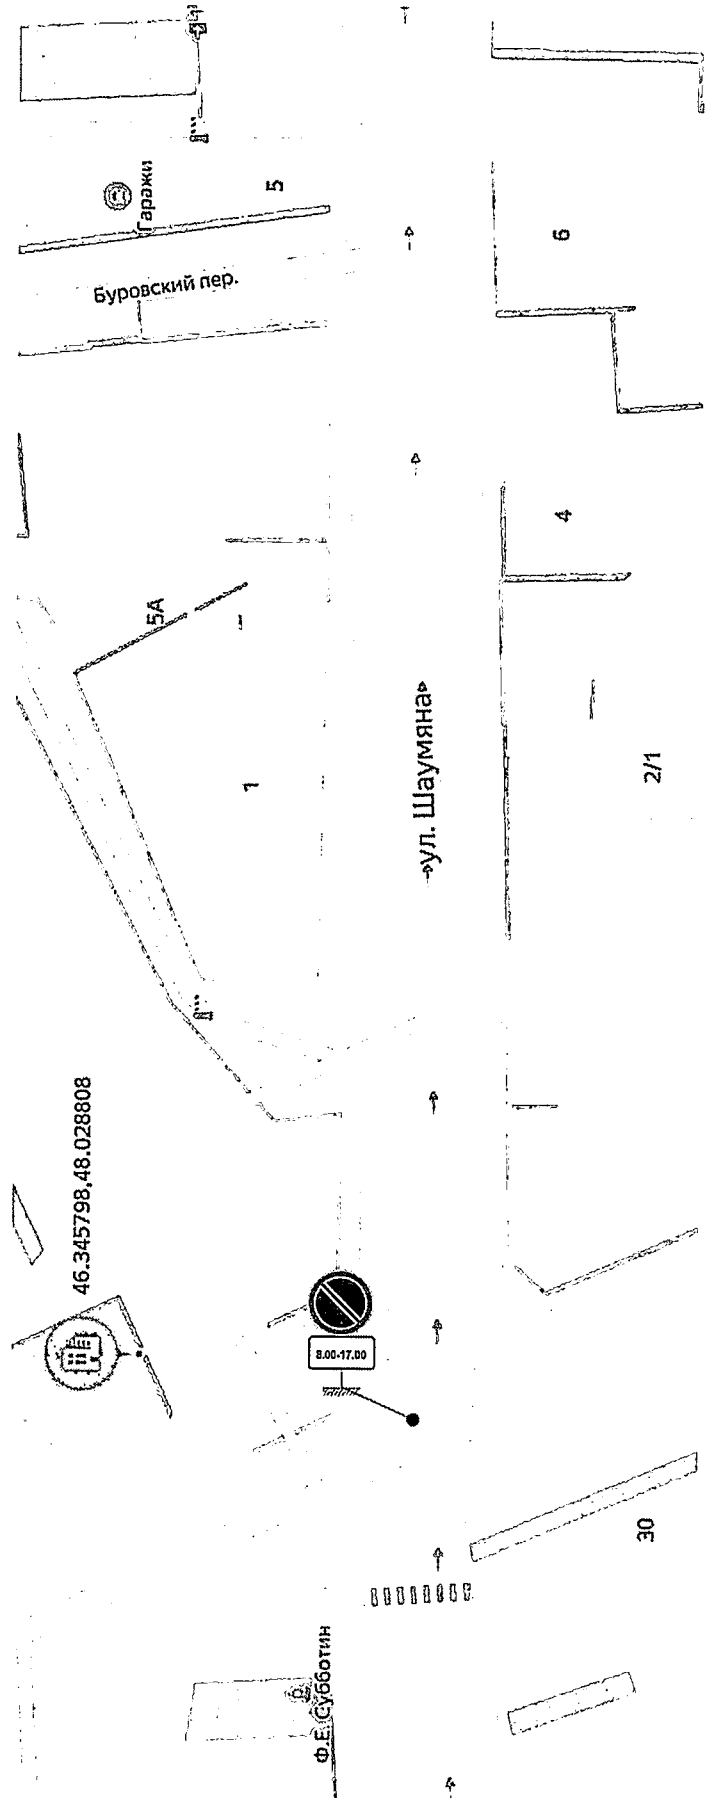 Гаражи
5
6
Буровский пер.
4
5А
1
ул. Шаумяна
2/1
46.345798,48.028808
8.00-17.00
30
Ф.Е.Субботин